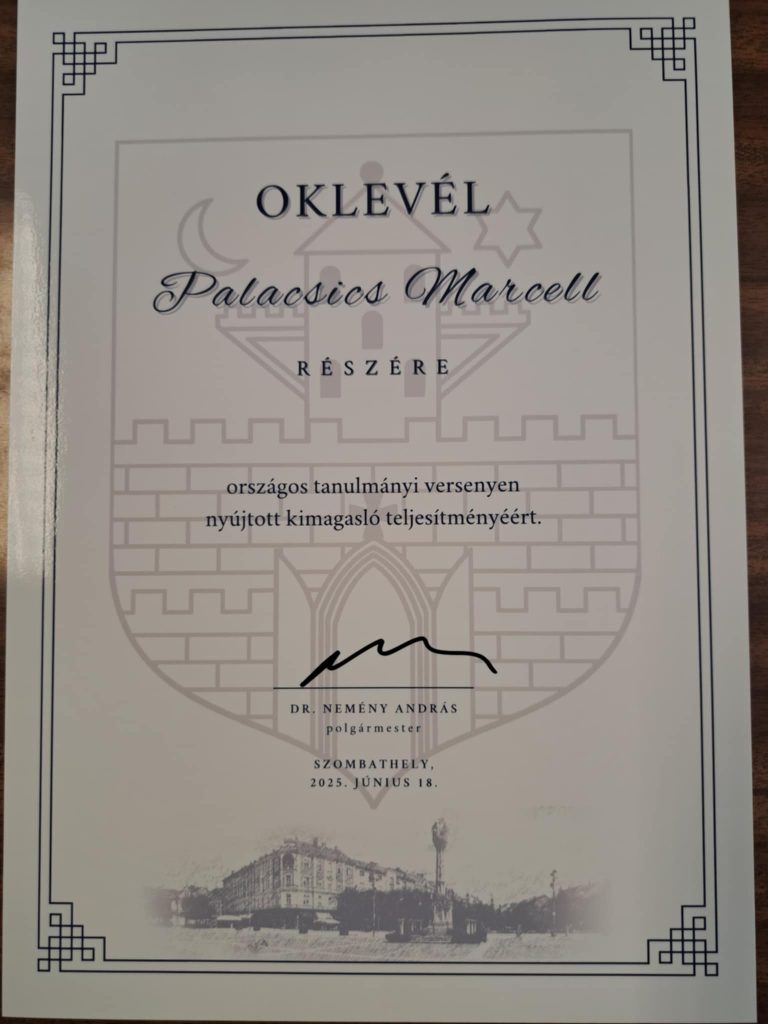 OKLEVÉL
Palacsics Marcell
RÉSZÉRE
országos tanulmányi versenyen
nyújtott kimagasló teljesítményéért.
DR. NEMÉNY ANDRÁS
polgármester
SZOMBATHELY,
2025. JÚNIUS 18.